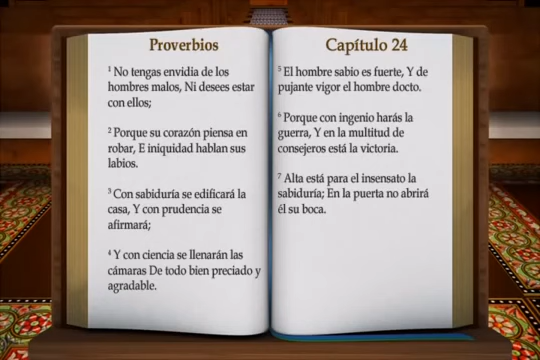 Proverbios
¹ No tengas envidia de los
hombres malos, Ni desees estar
con ellos;
² Porque su corazón piensa en
robar, E iniquidad hablan sus
labios.
³ Con sabiduría se edificará la
casa, Y con prudencia se
afirmará;
⁴ Y con ciencia se llenarán las
cámaras De todo bien preciado y
agradable.
Capítulo 24
⁵ El hombre sabio es fuerte, Y de
pujante vigor el hombre docto.
⁶ Porque con ingenio harás la
guerra, Y en la multitud de
consejeros está la victoria.
⁷ Alta está para el insensato la
sabiduría; En la puerta no abrirá
él su boca.